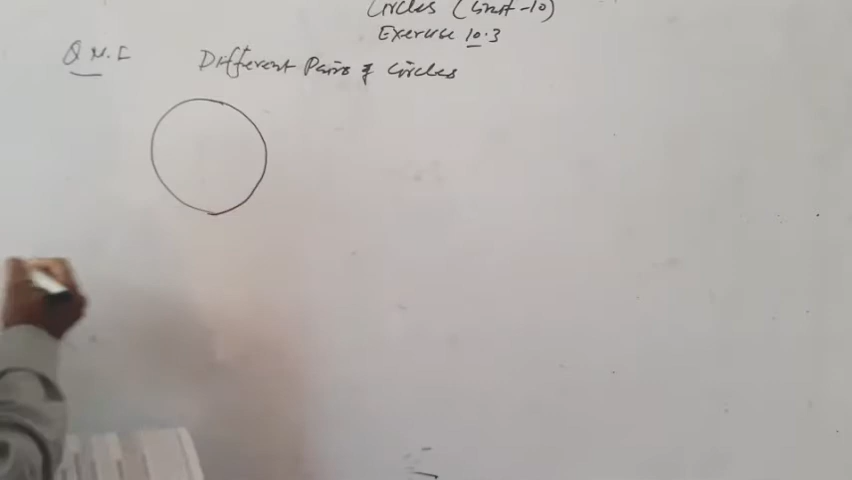 Circles (Unit-10)
Exercise 10.3
Q N. 1 Different Pairs of Circles